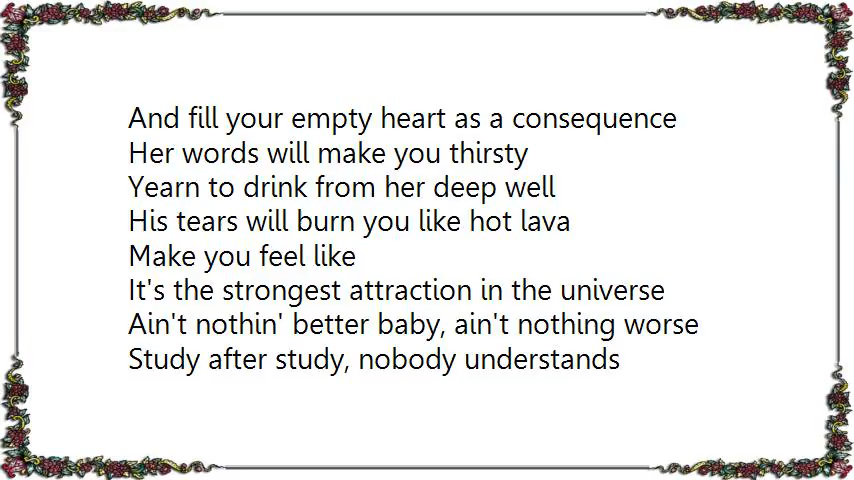 And fill your empty heart as a consequence
Her words will make you thirsty
Yearn to drink from her deep well
His tears will burn you like hot lava
Make you feel like
It's the strongest attraction in the universe
Ain't nothin' better baby, ain't nothing worse
Study after study, nobody understands